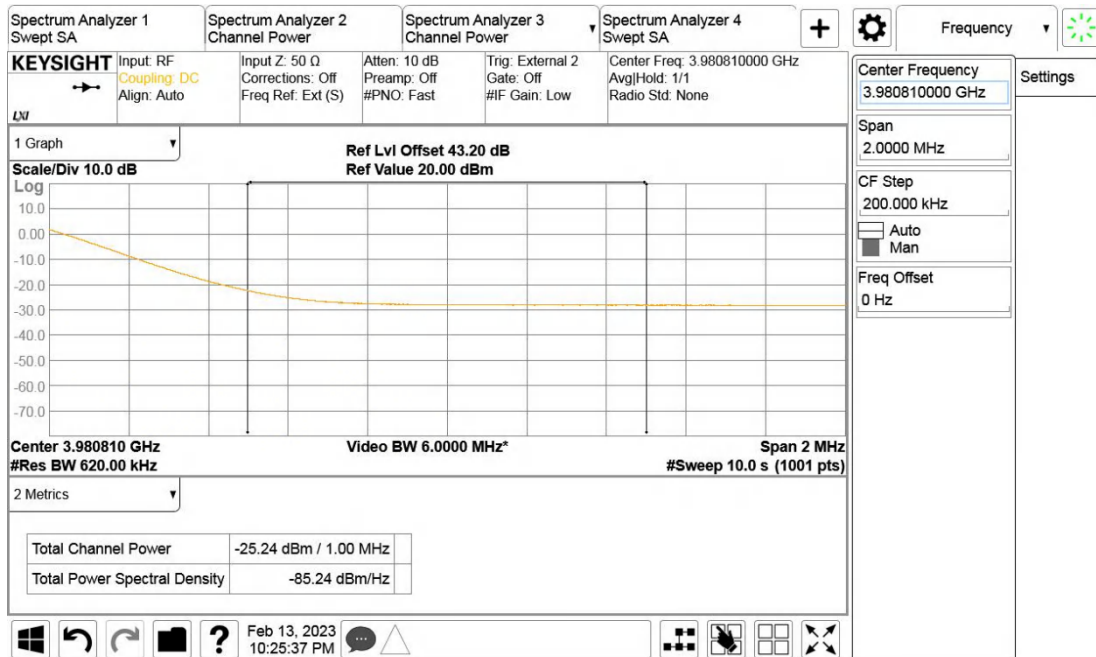 Spectrum Analyzer 1
Swept SA
Spectrum Analyzer 2
Channel Power
Spectrum Analyzer 3
Channel Power
Spectrum Analyzer 4
Swept SA
Frequency
KEYSIGHT
LXI
Input: RF
Coupling: DC
Align: Auto
Input Z: 50 Ω
Corrections: Off
Freq Ref: Ext (S)
Atten: 10 dB
Preamp: Off
#PNO: Fast
Trig: External 2
Gate: Off
#IF Gain: Low
Center Freq: 3.980810000 GHz
Avg|Hold: 1/1
Radio Std: None
Center Frequency
3.980810000 GHz
Settings
Span
2.0000 MHz
CF Step
200.000 kHz
Auto
Man
Freq Offset
0 Hz
1 Graph
Scale/Div 10.0 dB
Ref Lvl Offset 43.20 dB
Ref Value 20.00 dBm
Log
10.0
0.00
-10.0
-20.0
-30.0
-40.0
-50.0
-60.0
-70.0
Center 3.980810 GHz
#Res BW 620.00 kHz
Video BW 6.0000 MHz*
Span 2 MHz
#Sweep 10.0 s (1001 pts)
2 Metrics
Total Channel Power -25.24 dBm / 1.00 MHz
Total Power Spectral Density -85.24 dBm/Hz
Feb 13, 2023
10:25:37 PM